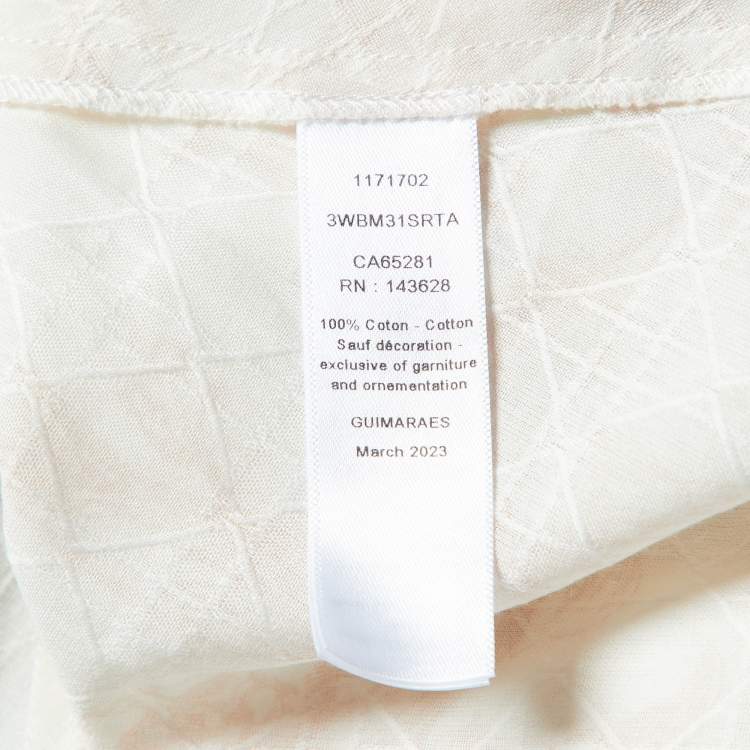 1171702
3WBM31SRTA
CA65281
RN : 143628
100% Coton - Cotton
Sauf décoration -
exclusive of garniture
and ornementation
GUIMARAES
March 2023